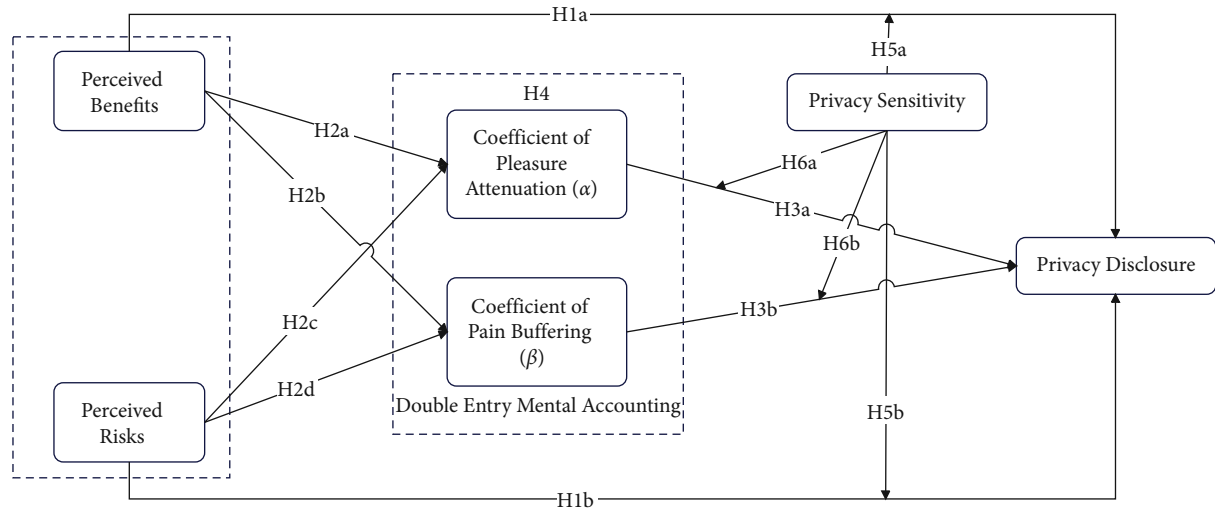 H1a
H5a
Perceived
Benefits
Privacy Sensitivity
H4
H2a
Coefficient of
Pleasure
Attenuation (α)
H6a
H2b
H3a
H6b
Privacy Disclosure
H2c
Coefficient of
Pain Buffering
(β)
H3b
H2d
Double Entry Mental Accounting
H5b
Perceived
Risks
H1b